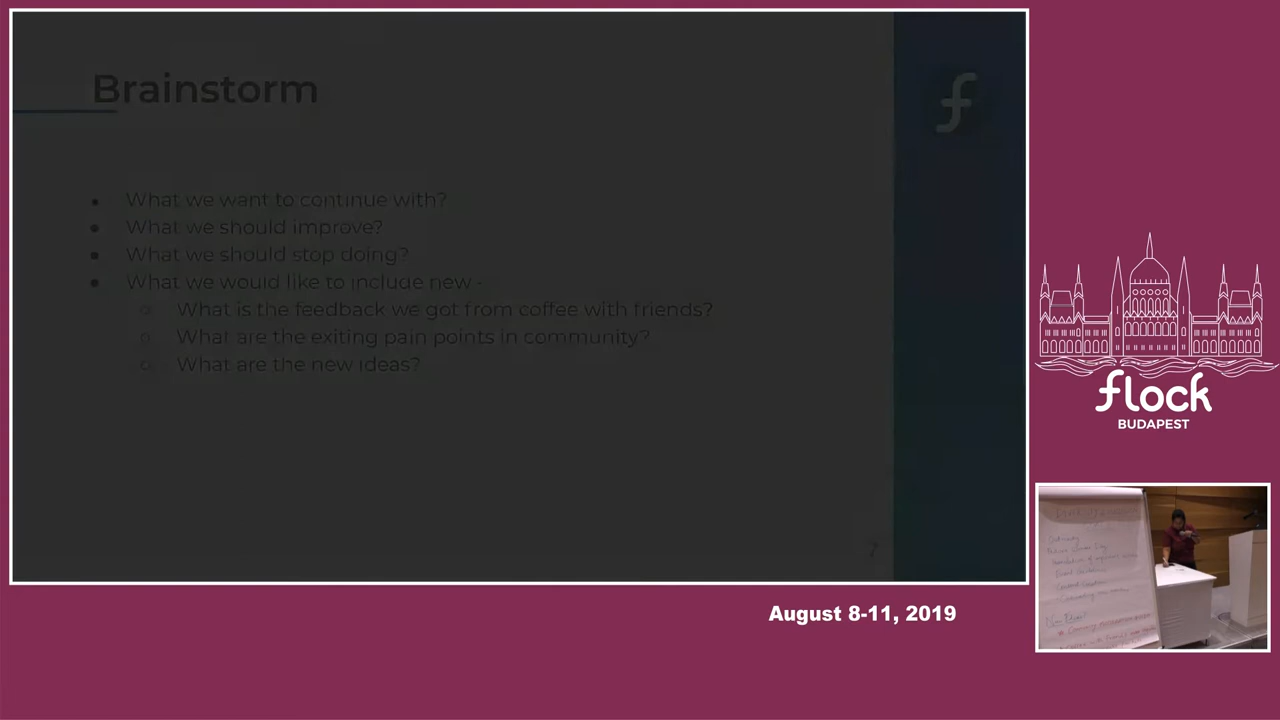 Brainstorm
What we want to continue with?
What we should improve?
What we should stop doing?
What we would like to include new -
What is the feedback we got from coffee with friends?
What are the exiting pain points in community?
What are the new ideas?
7
flock
BUDAPEST
August 8-11, 2019